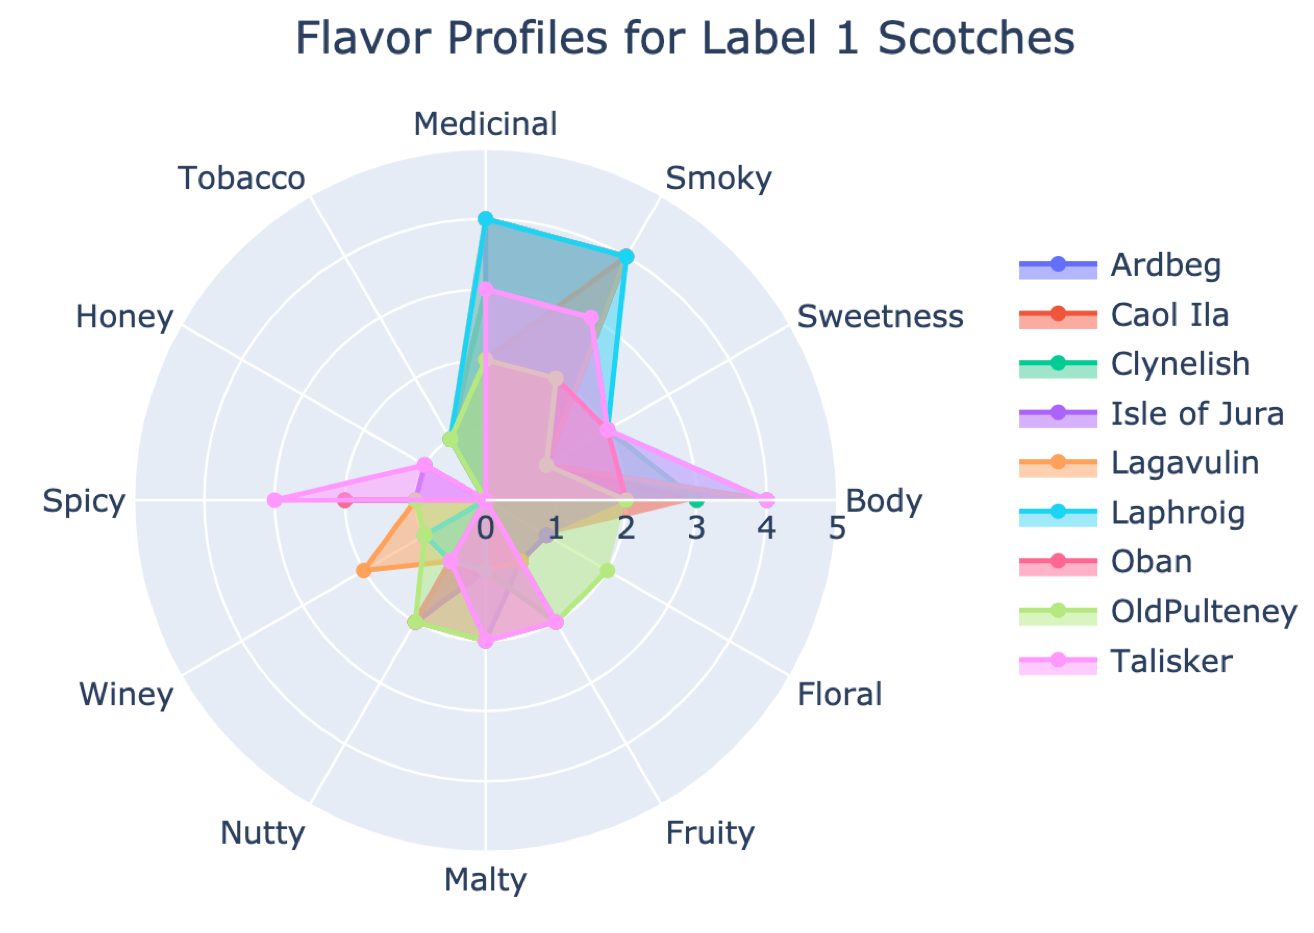 Flavor Profiles for Label 1 Scotches
Medicinal
Tobacco
Smoky
Honey
Sweetness
Spicy
0 1 2 3 4 5
Body
Winey
Floral
Nutty
Fruity
Malty
Ardbeg
Caol Ila
Clynelish
Isle of Jura
Lagavulin
Laphroig
Oban
OldPulteney
Talisker